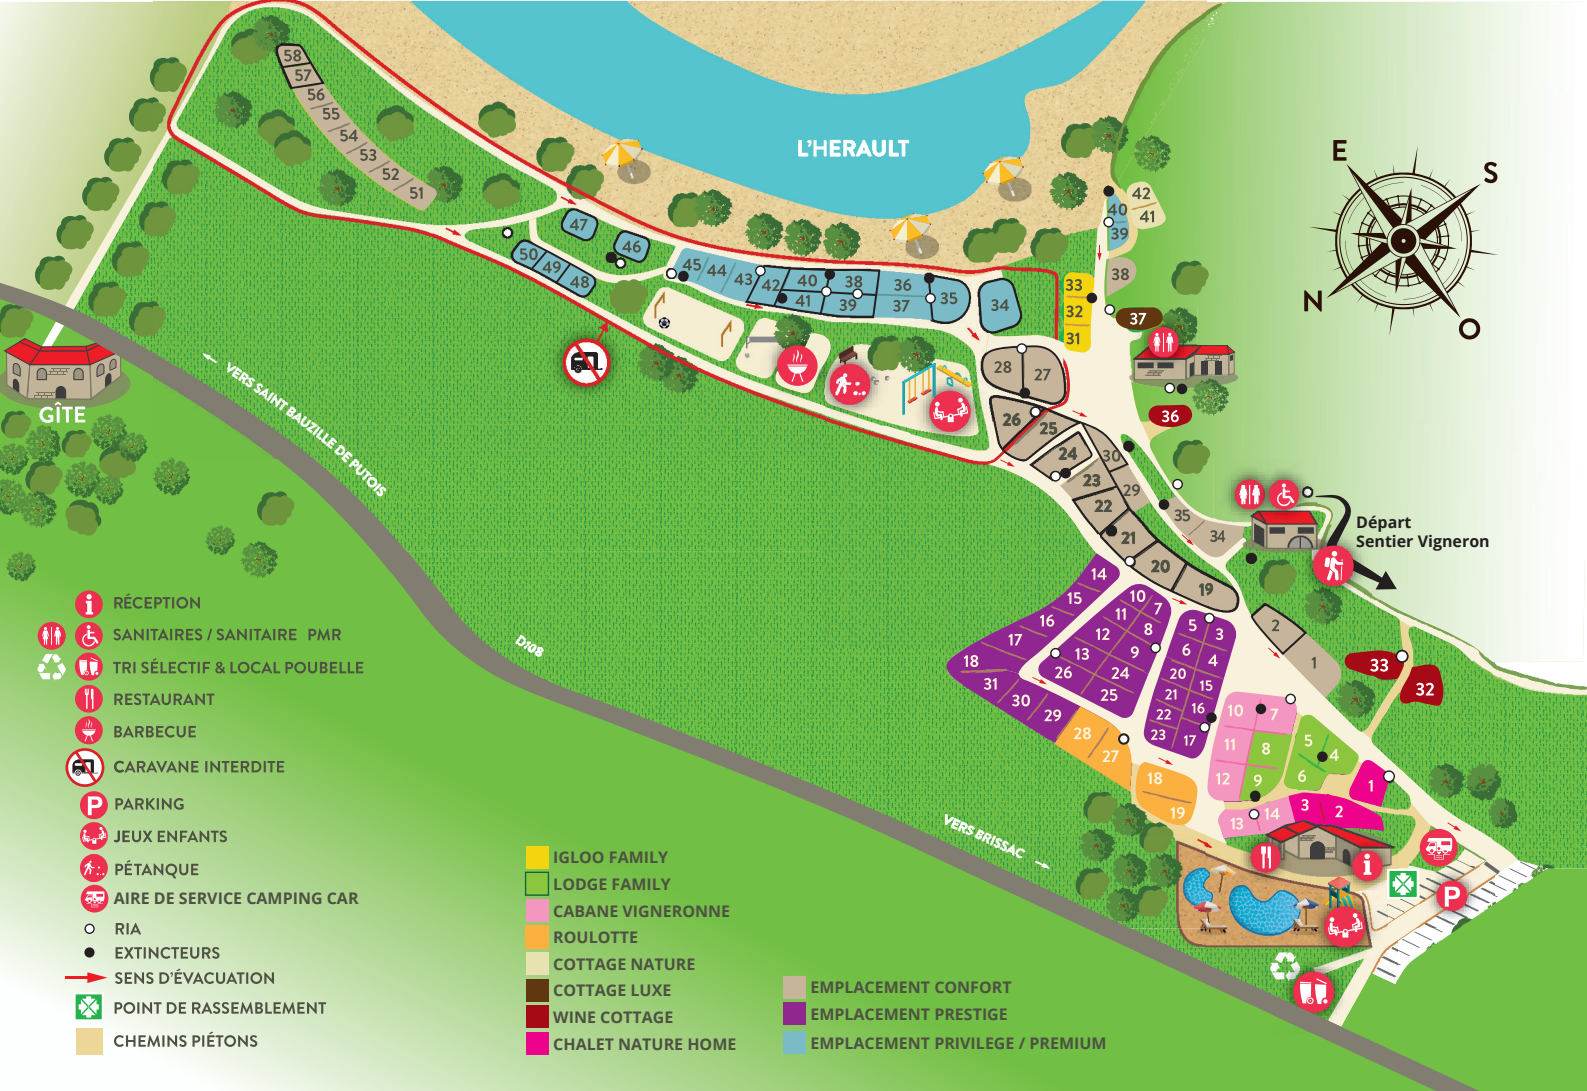 L'HERAULT
E
S
N
O
58
57
56
55
54
53
52
51
47
46
50
49
48
45
44
43
42
40
41
38
39
36
37
35
34
33
32
31
42
41
40
39
38
37
36
28
27
26
25
24
30
23
29
22
21
20
19
35
34
2
1
33
32
Départ
Sentier Vigneron
GÎTE
VERS SAINT BAUZILLE DE PUTOIS
D108
VERS BRISSAC
14
15
16
17
18
31
30
29
10
7
11
8
12
9
13
26
24
25
5
3
6
4
20
15
21
16
22
23
17
28
27
18
19
10
7
11
8
12
9
13
14
5
4
6
1
3
2
i
P
RÉCEPTION
SANITAIRES / SANITAIRE PMR
TRI SÉLECTIF & LOCAL POUBELLE
RESTAURANT
BARBECUE
CARAVANE INTERDITE
P PARKING
JEUX ENFANTS
PÉTANQUE
AIRE DE SERVICE CAMPING CAR
RIA
EXTINCTEURS
SENS D'ÉVACUATION
POINT DE RASSEMBLEMENT
CHEMINS PIÉTONS
IGLOO FAMILY
LODGE FAMILY
CABANE VIGNERONNE
ROULOTTE
COTTAGE NATURE
COTTAGE LUXE
WINE COTTAGE
CHALET NATURE HOME
EMPLACEMENT CONFORT
EMPLACEMENT PRESTIGE
EMPLACEMENT PRIVILEGE / PREMIUM